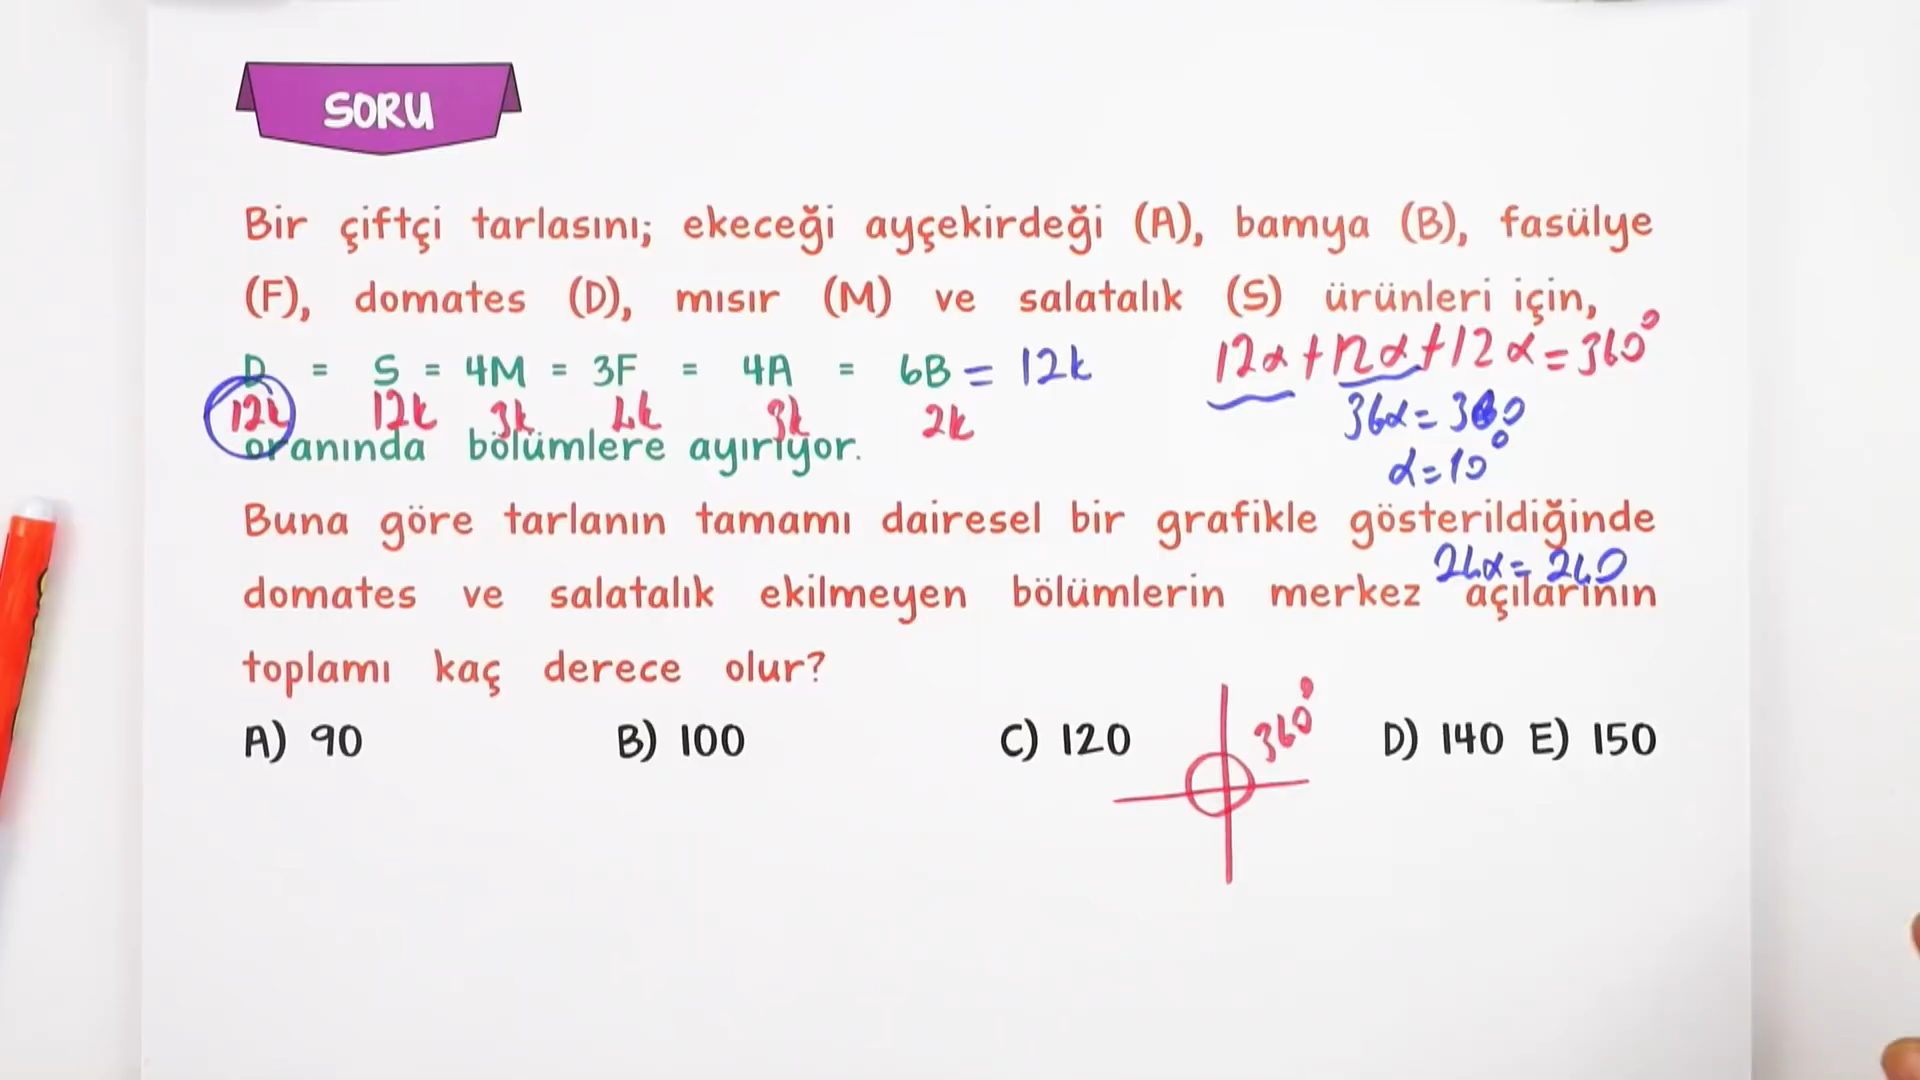 SORU
Bir çiftçi tarlasını; ekeceği ayçekirdeği (A), bamya (B), fasülye
(F), domates (D), mısır (M) ve salatalık (S) ürünleri için,
12α + 12α + 12α = 360°
D = S = 4M = 3F = 4A = 6B = 12k
12k 12k 3k 4k 3k 2k
36α = 360
oranında bölümlere ayırıyor.
α = 10°
Buna göre tarlanın tamamı dairesel bir grafikle gösterildiğinde
24α = 240
domates ve salatalık ekilmeyen bölümlerin merkez açılarının
toplamı kaç derece olur?
360°
A) 90 B) 100 C) 120 D) 140 E) 150